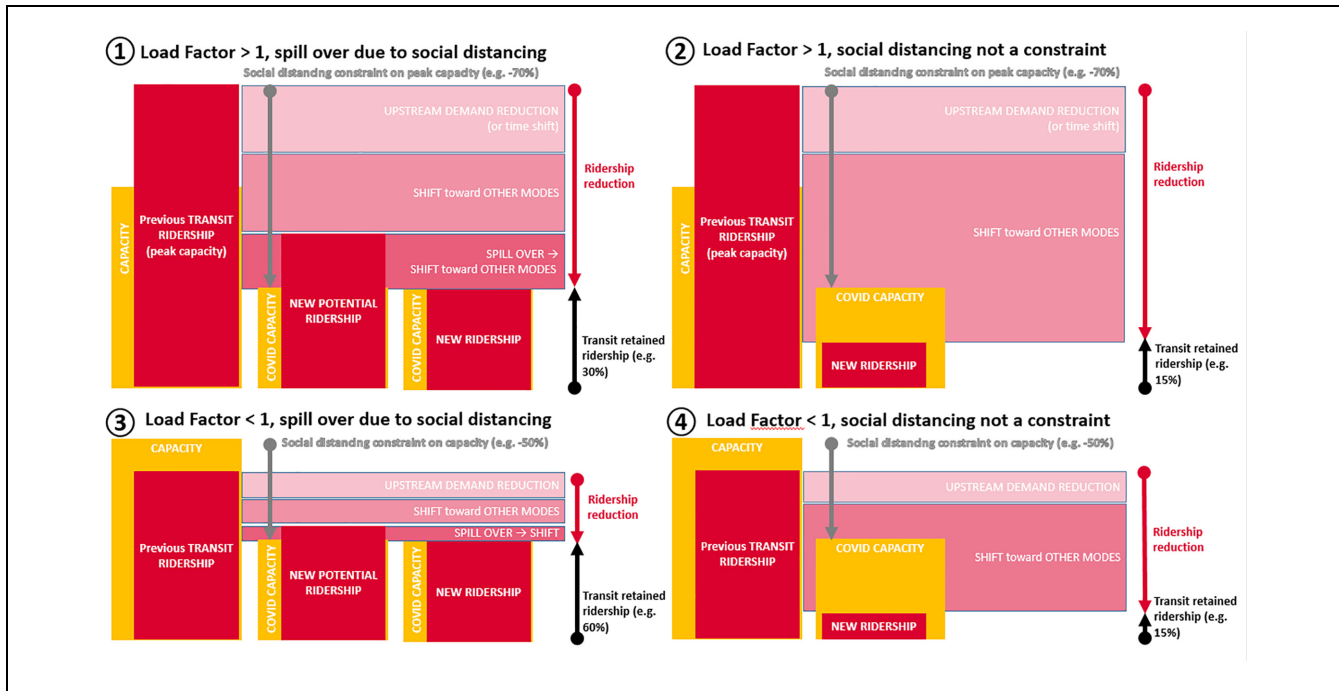 ① Load Factor > 1, spill over due to social distancing
Social distancing constraint on peak capacity (e.g. -70%)
UPSTREAM DEMAND REDUCTION
(or time shift)
SHIFT toward OTHER MODES
Ridership
reduction
CAPACITY
Previous TRANSIT
RIDERSHIP
(peak capacity)
SPILL OVER →
SHIFT toward OTHER MODES
COVID CAPACITY
NEW POTENTIAL
RIDERSHIP
COVID CAPACITY
NEW RIDERSHIP
Transit retained
ridership (e.g.
30%)
② Load Factor > 1, social distancing not a constraint
Social distancing constraint on peak capacity (e.g. -70%)
UPSTREAM DEMAND REDUCTION
(or time shift)
Ridership
reduction
CAPACITY
Previous TRANSIT
RIDERSHIP
(peak capacity)
SHIFT toward OTHER MODES
COVID CAPACITY
NEW RIDERSHIP
Transit retained
ridership (e.g.
15%)
③ Load Factor < 1, spill over due to social distancing
Social distancing constraint on capacity (e.g. -50%)
CAPACITY
UPSTREAM DEMAND REDUCTION
SHIFT toward OTHER MODES
Ridership
reduction
SPILL OVER → SHIFT
Previous TRANSIT
RIDERSHIP
COVID CAPACITY
NEW POTENTIAL
RIDERSHIP
COVID CAPACITY
NEW RIDERSHIP
Transit retained
ridership (e.g.
60%)
④ Load Factor < 1, social distancing not a constraint
Social distancing constraint on capacity (e.g. -50%)
CAPACITY
UPSTREAM DEMAND REDUCTION
Ridership
reduction
Previous TRANSIT
RIDERSHIP
COVID CAPACITY
SHIFT toward OTHER MODES
NEW RIDERSHIP
Transit retained
ridership (e.g.
15%)